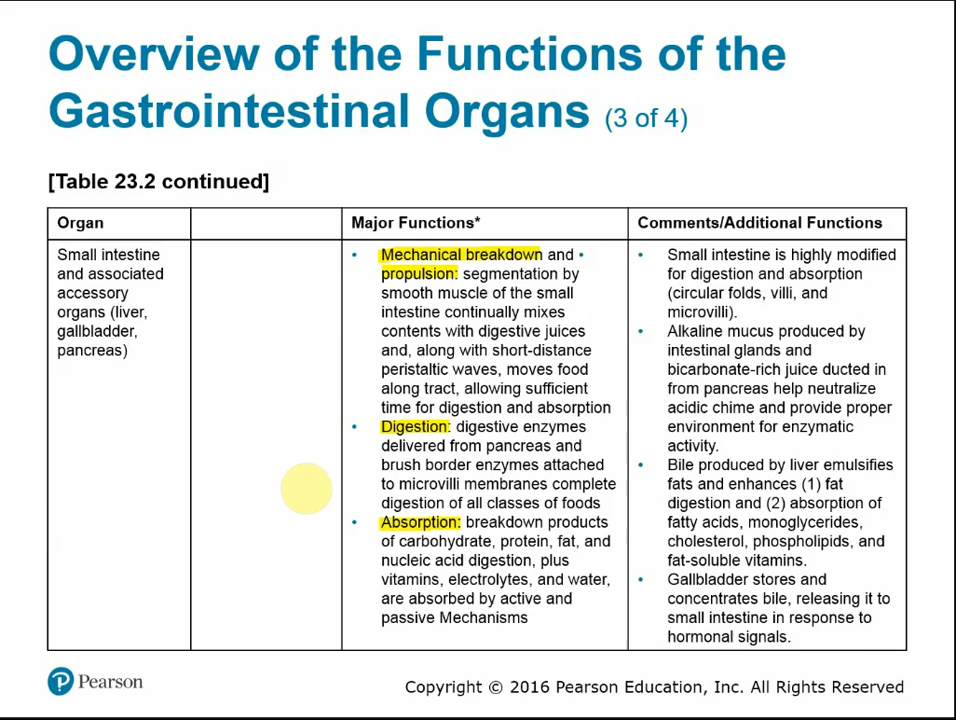 Overview of the Functions of the
Gastrointestinal Organs (3 of 4)
[Table 23.2 continued]
Organ
Major Functions*
Comments/Additional Functions
Small intestine
and associated
accessory
organs (liver,
gallbladder,
pancreas)
• Mechanical breakdown and •
propulsion: segmentation by
smooth muscle of the small
intestine continually mixes
contents with digestive juices
and, along with short-distance
peristaltic waves, moves food
along tract, allowing sufficient
time for digestion and absorption
• Digestion: digestive enzymes
delivered from pancreas and
brush border enzymes attached
to microvilli membranes complete
digestion of all classes of foods
• Absorption: breakdown products
of carbohydrate, protein, fat, and
nucleic acid digestion, plus
vitamins, electrolytes, and water,
are absorbed by active and
passive Mechanisms
• Small intestine is highly modified
for digestion and absorption
(circular folds, villi, and
microvilli).
• Alkaline mucus produced by
intestinal glands and
bicarbonate-rich juice ducted in
from pancreas help neutralize
acidic chime and provide proper
environment for enzymatic
activity.
• Bile produced by liver emulsifies
fats and enhances (1) fat
digestion and (2) absorption of
fatty acids, monoglycerides,
cholesterol, phospholipids, and
fat-soluble vitamins.
• Gallbladder stores and
concentrates bile, releasing it to
small intestine in response to
hormonal signals.
P Pearson
Copyright © 2016 Pearson Education, Inc. All Rights Reserved